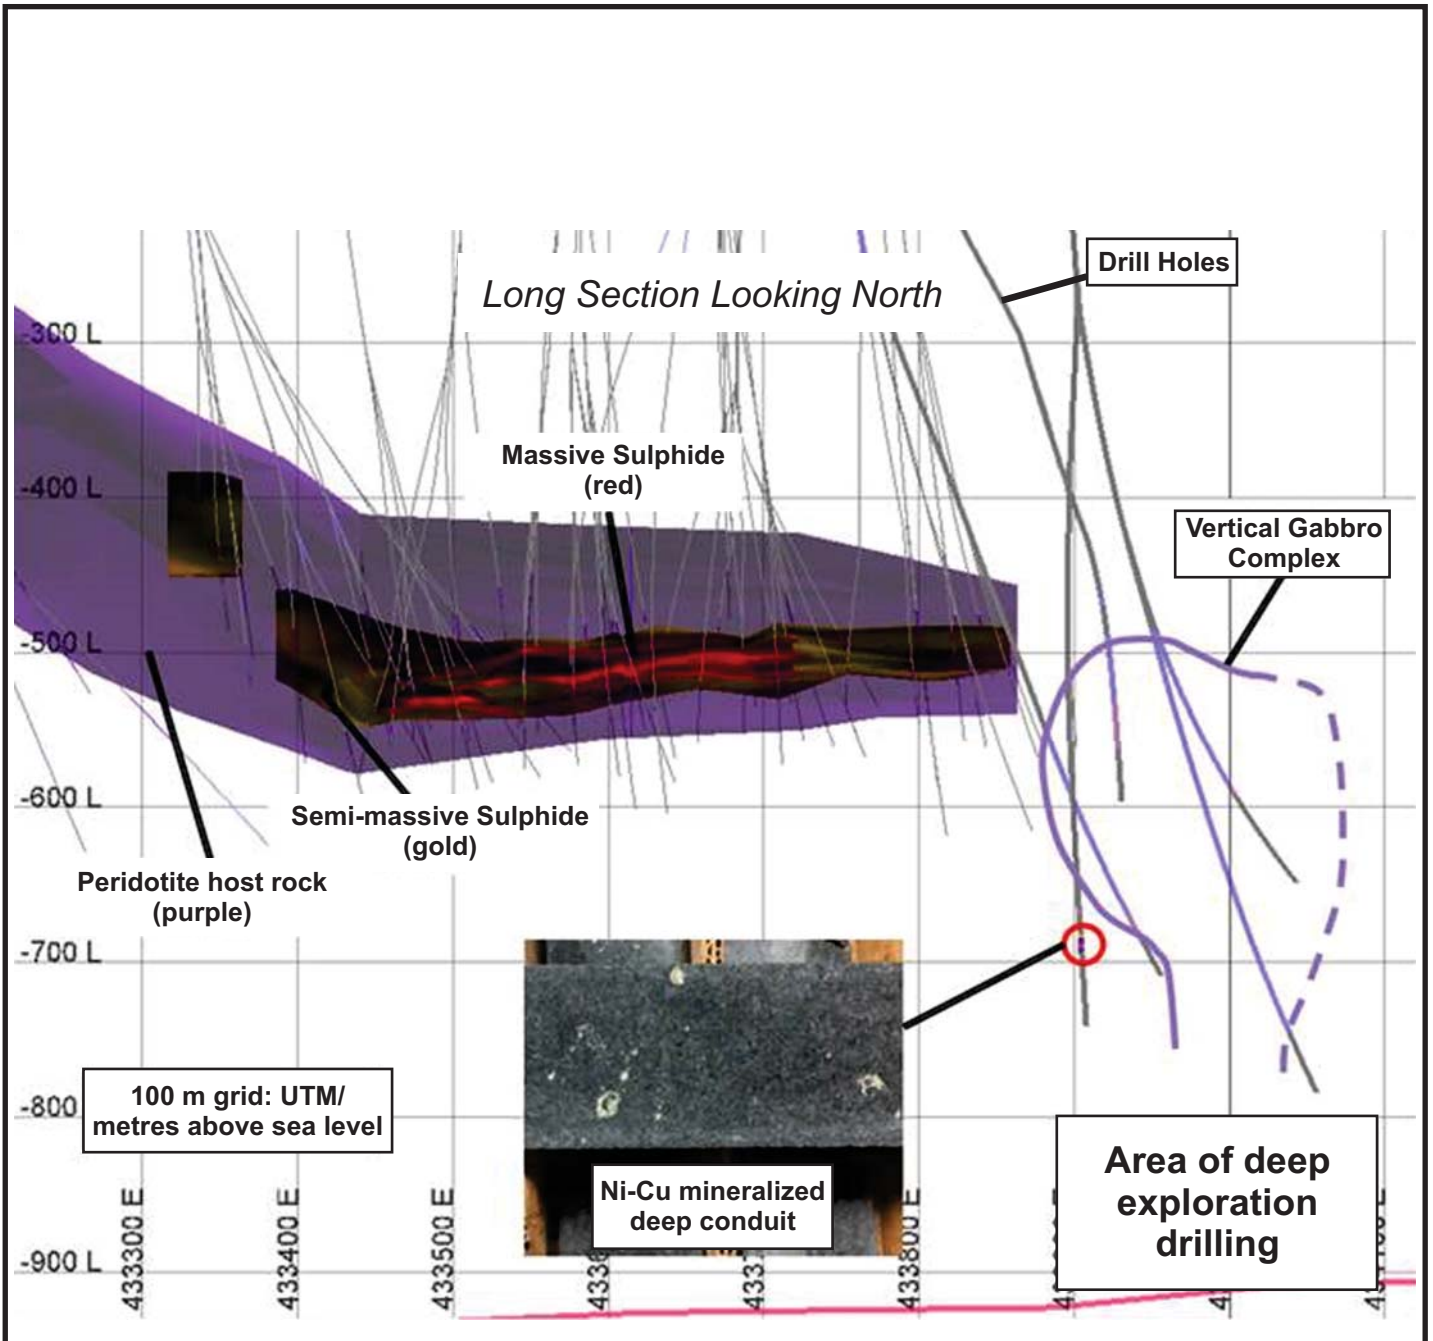 Drill Holes
Long Section Looking North
-300 L
Massive Sulphide
(red)
-400 L
Vertical Gabbro
Complex
-500 L
-600 L
Semi-massive Sulphide
(gold)
Peridotite host rock
(purple)
-700 L
100 m grid: UTM/
metres above sea level
-800
Area of deep
exploration
drilling
Ni-Cu mineralized
deep conduit
-900 L
433300 E
433400 E
433500 E
433800 E